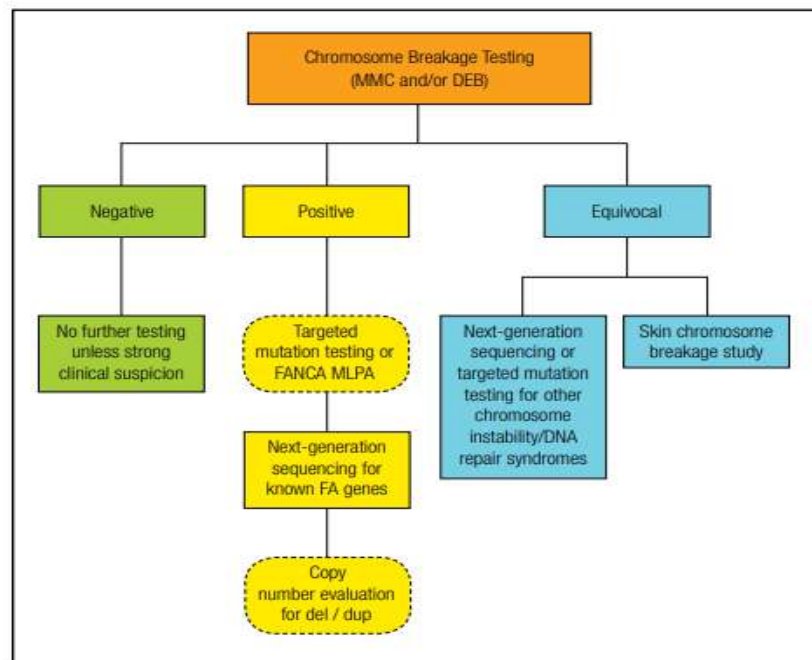 Chromosome Breakage Testing
(MMC and/or DEB)
Negative
Positive
Equivocal
No further testing
unless strong
clinical suspicion
Targeted
mutation testing or
FANCA MLPA
Next-generation
sequencing or
targeted mutation
testing for other
chromosome
instability/DNA
repair syndromes
Skin chromosome
breakage study
Next-generation
sequencing for
known FA genes
Copy
number evaluation
for del / dup